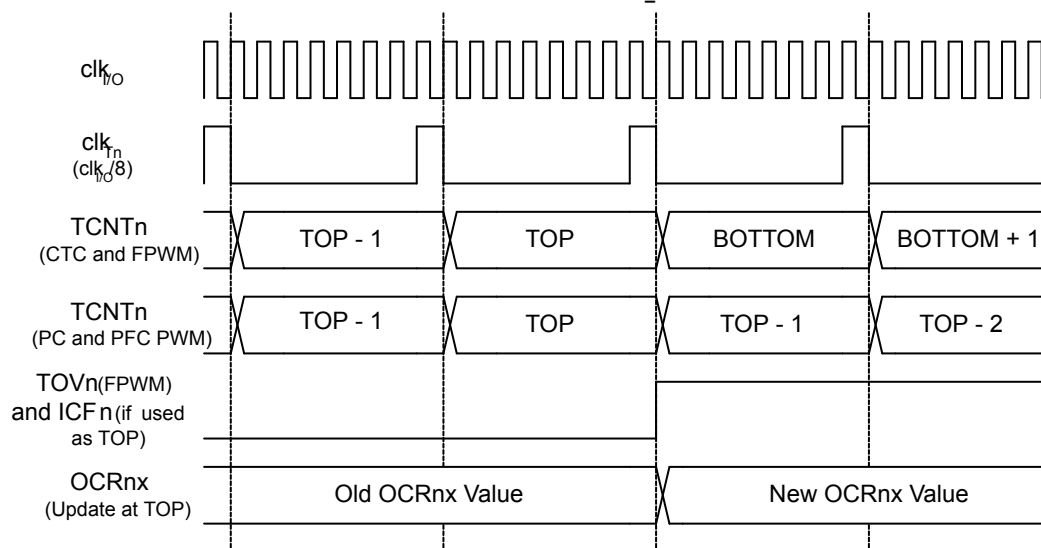 clkI/O
clkTn
(clkI/O/8)
TCNTn
(CTC and FPWM)
TOP - 1
TOP
BOTTOM
BOTTOM + 1
TCNTn
(PC and PFC PWM)
TOP - 1
TOP
TOP - 1
TOP - 2
TOVn(FPWM)
and ICFn(if used
as TOP)
OCRnx
(Update at TOP)
Old OCRnx Value
New OCRnx Value